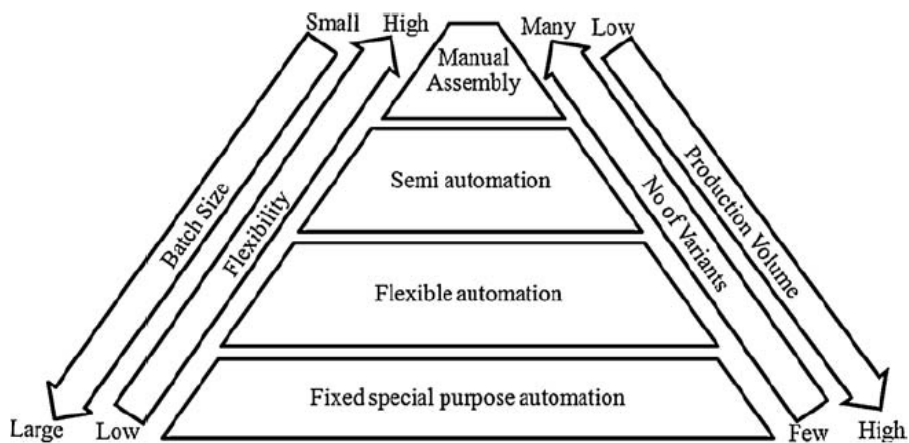 Small High Many Low
Manual
Assembly
Semi automation
Batch Size
Flexibility
No of Variants
Production Volume
Flexible automation
Fixed special purpose automation
Large Low Few High